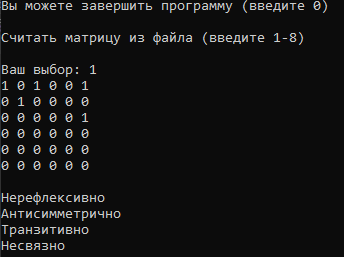 Вы можете завершить программу (введите 0)
Считать матрицу из файла (введите 1-8)
Ваш выбор: 1
1 0 1 0 0 1
0 1 0 0 0 0
0 0 0 0 0 1
0 0 0 0 0 0
0 0 0 0 0 0
0 0 0 0 0 0
Нерефлексивно
Антисимметрично
Транзитивно
Несвязно